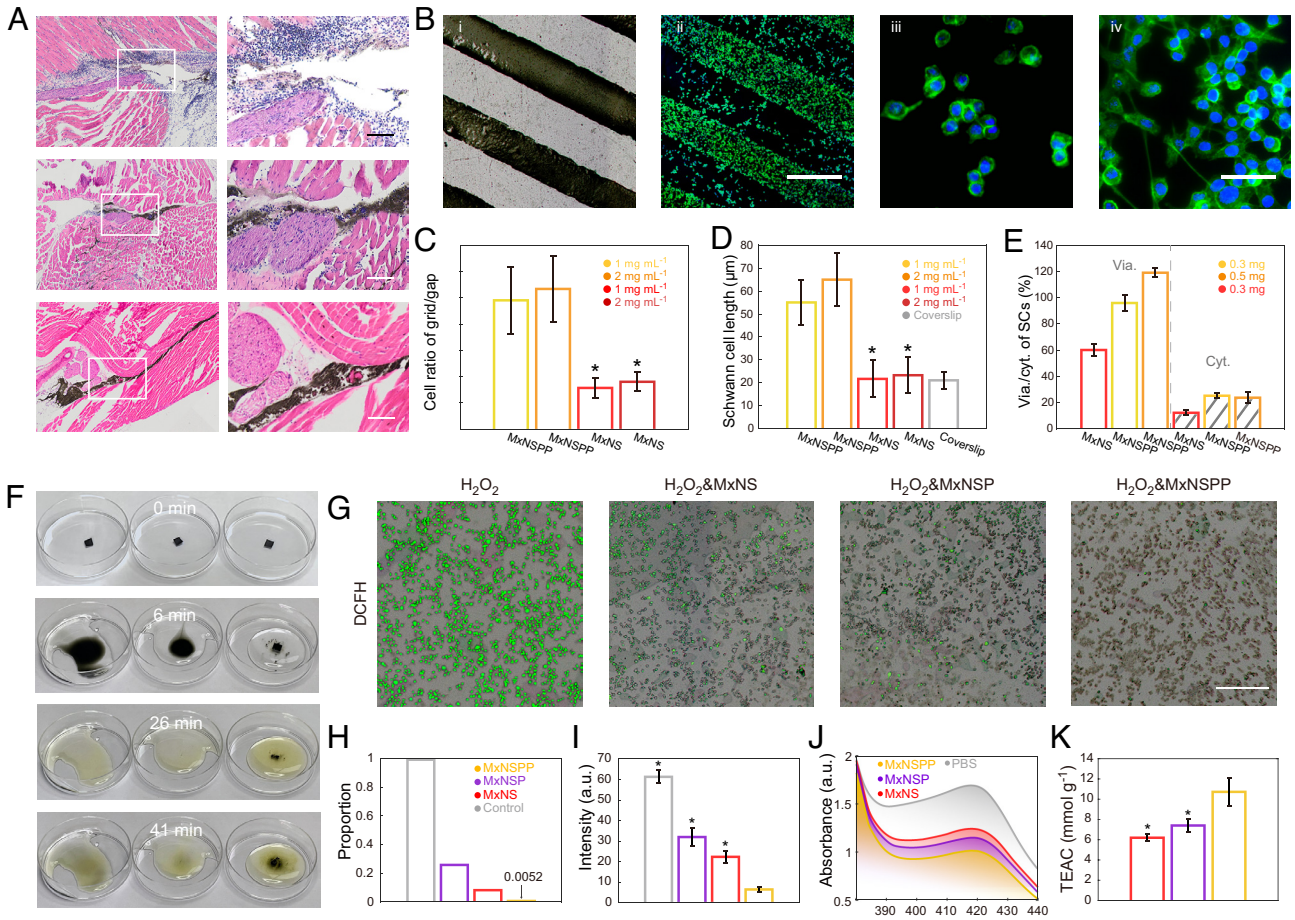 A
B
i
ii
iii
iv
C
Cell ratio of grid/gap
1 mg mL⁻¹
2 mg mL⁻¹
1 mg mL⁻¹
2 mg mL⁻¹
*
*
MxNSPP
MxNSPP
MxNS
MxNS
D
Schwann cell length (µm)
80
70
60
50
40
30
20
10
0
1 mg mL⁻¹
2 mg mL⁻¹
1 mg mL⁻¹
2 mg mL⁻¹
Coverslip
*
*
MxNSPP
MxNSPP
MxNS
MxNS
Coverslip
E
Via./cyt. of SCs (%)
140
120
100
80
60
40
20
0
Via.
Cyt.
0.3 mg
0.5 mg
0.3 mg
MxNS
MxNSPP
MxNSPP
MxNS
MxNSPP
MxNSPP
F
0 min
6 min
26 min
41 min
G
H₂O₂
H₂O₂&MxNS
H₂O₂&MxNSP
H₂O₂&MxNSPP
DCFH
H
Proportion
1
0.8
0.6
0.4
0.2
0
MxNSPP
MxNSP
MxNS
Control
0.0052
I
Intensity (a.u.)
70
60
50
40
30
20
10
0
*
*
*
J
Absorbance (a.u.)
2
1.5
1
0.5
MxNSPP
PBS
MxNSP
MxNS
390 400 410 420 430 440
K
TEAC (mmol g⁻¹)
14
12
10
8
6
4
2
0
*
*